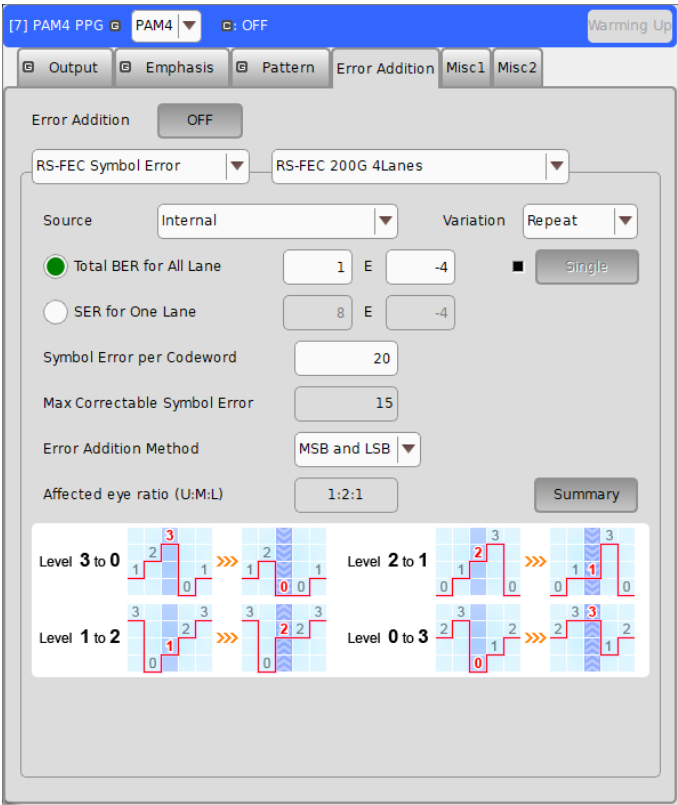 [7] PAM4 PPG G PAM4 C: OFF Warming Up
G Output G Emphasis G Pattern Error Addition Misc1 Misc2
Error Addition OFF
RS-FEC Symbol Error RS-FEC 200G 4Lanes
Source Internal Variation Repeat
Total BER for All Lane 1 E -4 Single
SER for One Lane 8 E -4
Symbol Error per Codeword 20
Max Correctable Symbol Error 15
Error Addition Method MSB and LSB
Affected eye ratio (U:M:L) 1:2:1 Summary
Level 3 to 0 1 2 3 0 1 >>> 1 2 0 0 1 Level 2 to 1 0 1 2 3 0 >>> 0 1 1 3 0
Level 1 to 2 3 0 1 2 3 >>> 3 0 2 2 3 Level 0 to 3 2 3 0 1 2 >>> 2 3 3 1 2